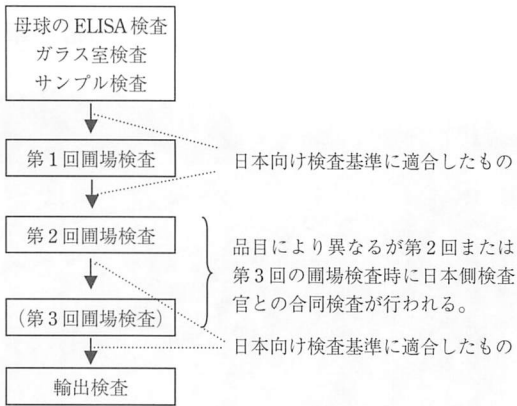 母球の ELISA 検査
ガラス室検査
サンプル検査
第1回圃場検査
日本向け検査基準に適合したもの
第2回圃場検査
品目により異なるが第2回または
第3回の圃場検査時に日本側検査
官との合同検査が行われる。
(第3回圃場検査)
日本向け検査基準に適合したもの
輸出検査